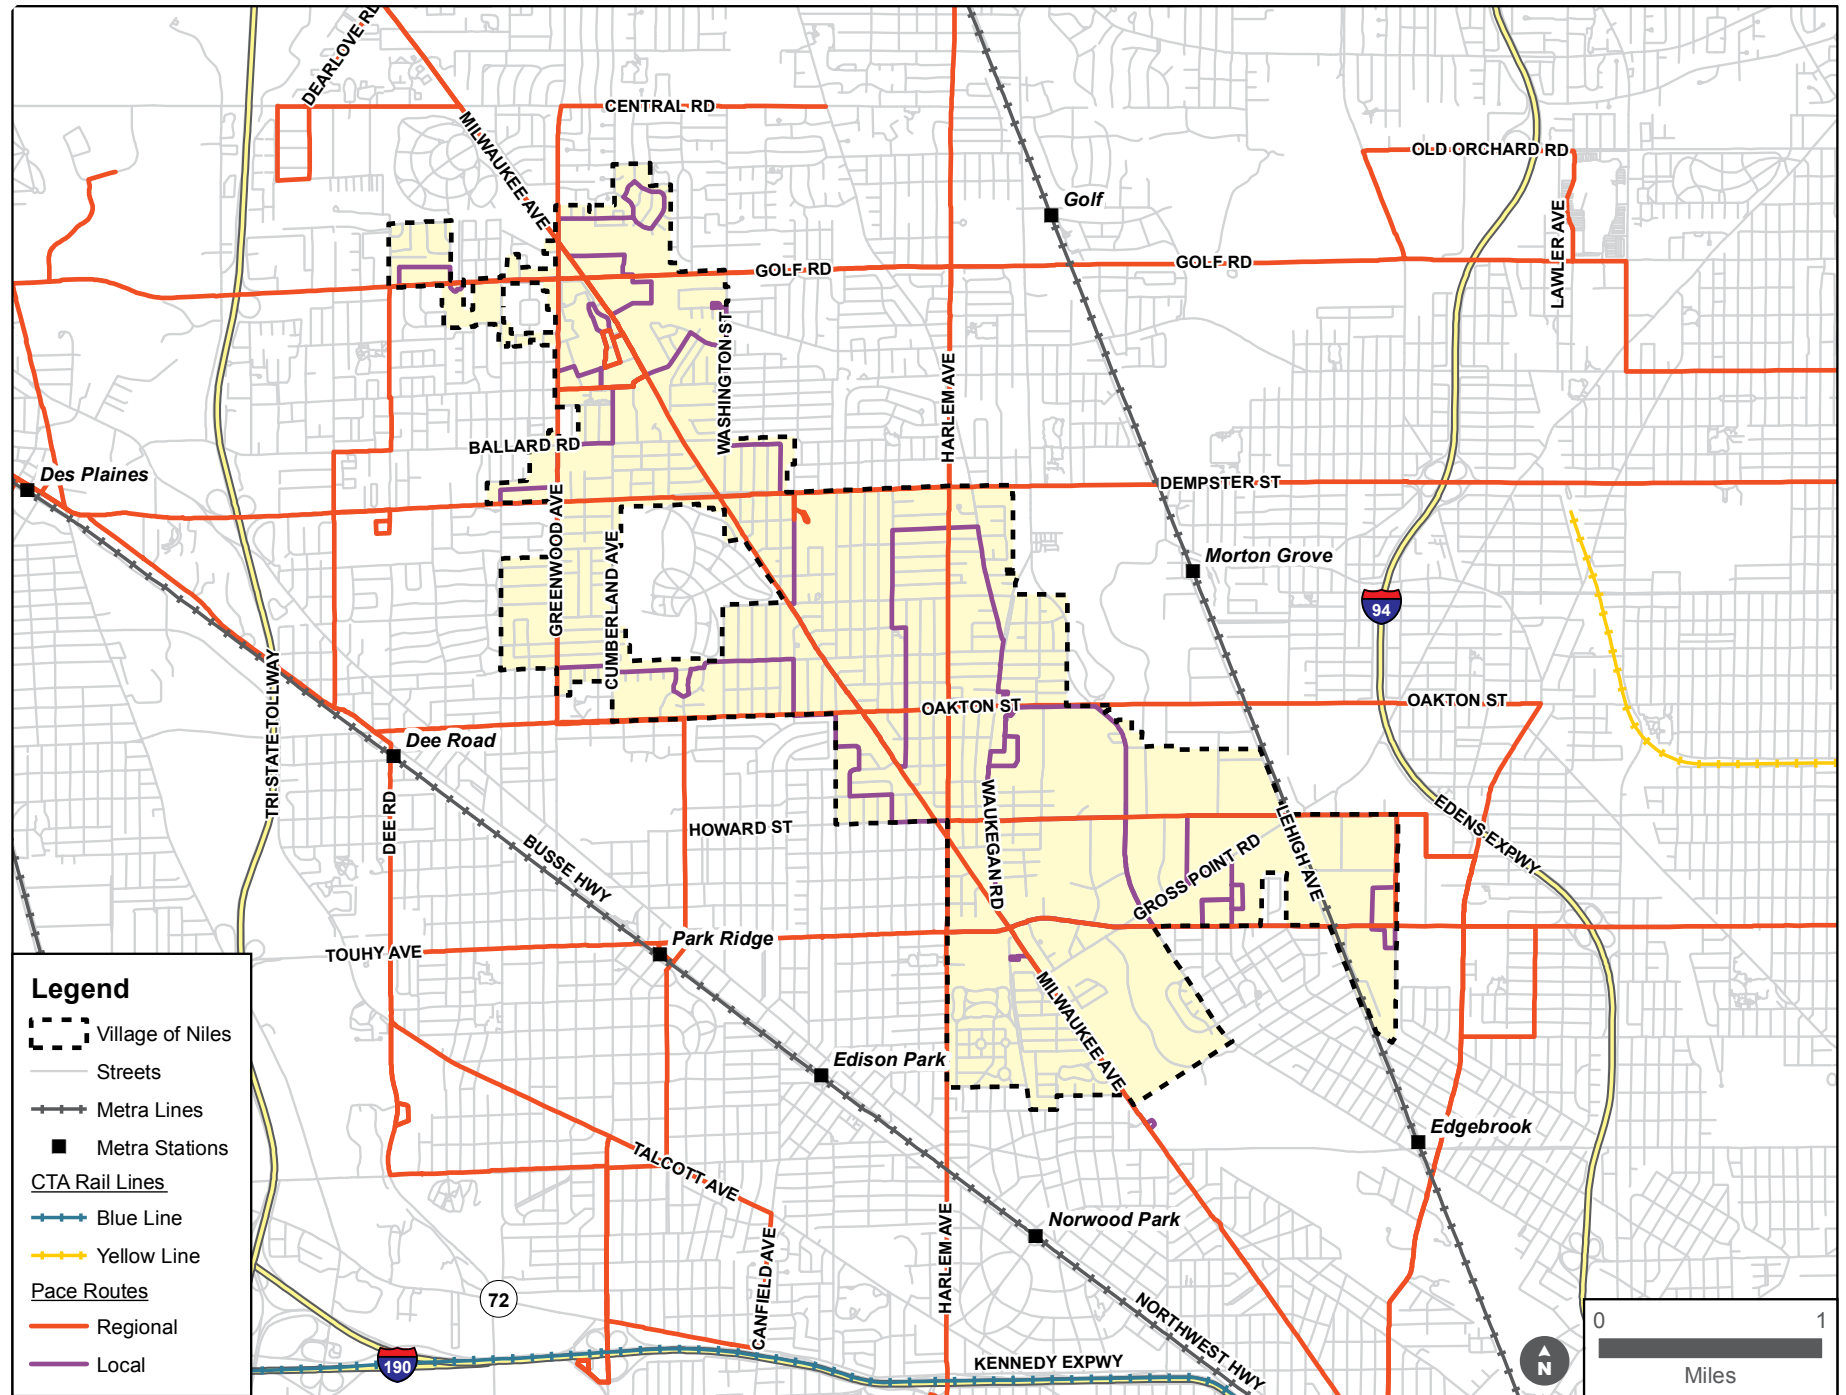 DEARLOVE RD
CENTRAL RD
MILWAUKEE AVE
OLD ORCHARD RD
Golf
LAWLER AVE
GOLF RD
GOLF RD
WASHINGTON ST
HARLEM AVE
BALLARD RD
Des Plaines
DEMPSTER ST
GREENWOOD AVE
CUMBERLAND AVE
Morton Grove
94
TRI STATE TOLLWAY
OAKTON ST
OAKTON ST
Dee Road
DEE RD
HOWARD ST
WAUKEGAN RD
LEHIGH AVE
EDENS EXPWY
BUSSE HWY
GROSS POINT RD
TOUHY AVE
Park Ridge
MILWAUKEE AVE
Edison Park
Edgebrook
TALCOTT AVE
Norwood Park
CANFIELD AVE
HARLEM AVE
72
190
NORTHWEST HWY
KENNEDY EXPWY
Legend
Village of Niles
Streets
Metra Lines
Metra Stations
CTA Rail Lines
Blue Line
Yellow Line
Pace Routes
Regional
Local
N
0 1
Miles